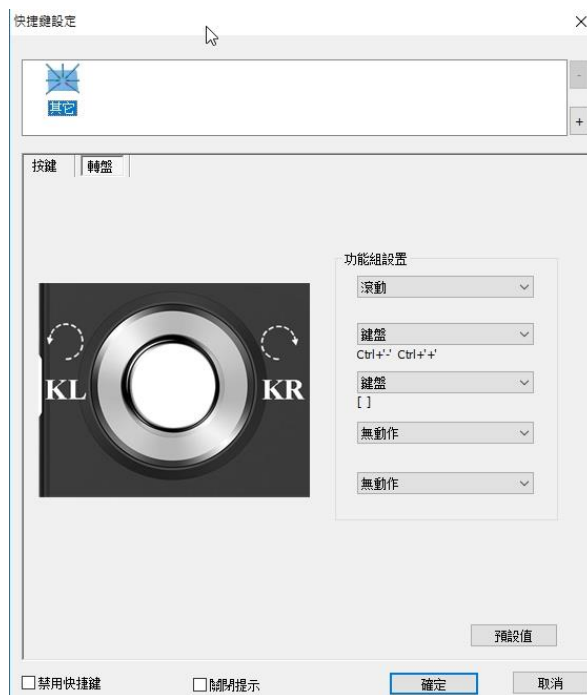 快捷鍵設定
其它
-
+
按鍵 轉盤
功能組設置
滾動
鍵盤
Ctrl+'-' Ctrl+'+'
鍵盤
[ ]
無動作
無動作
KL KR
預設值
禁用快捷鍵 關閉提示 確定 取消